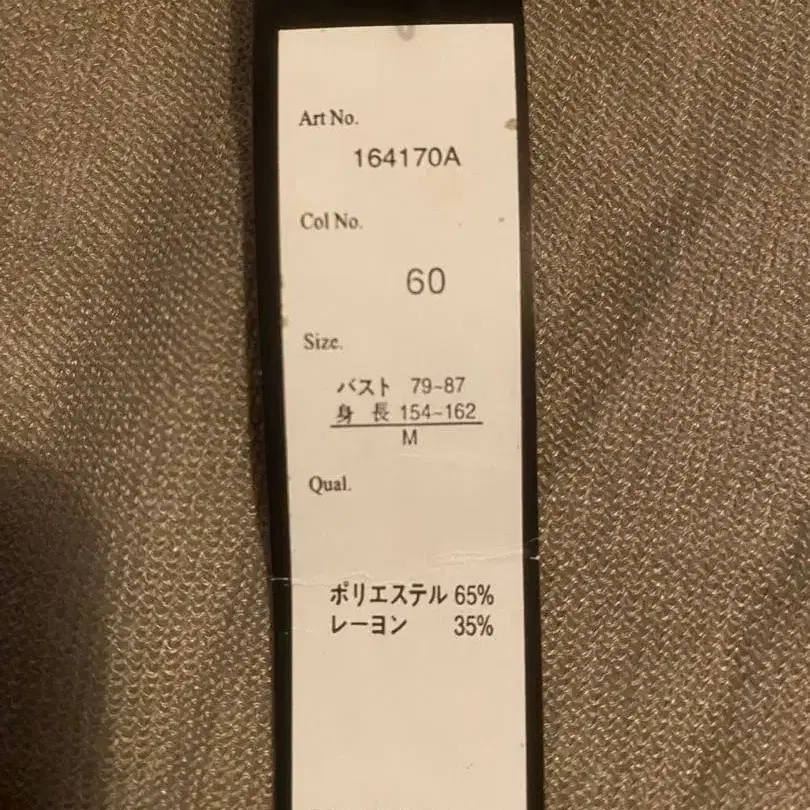 Art No.
164170A
Col No.
60
Size.
バスト 79-87
身 長 154-162
M
Qual.
ポリエステル 65%
レーヨン 35%